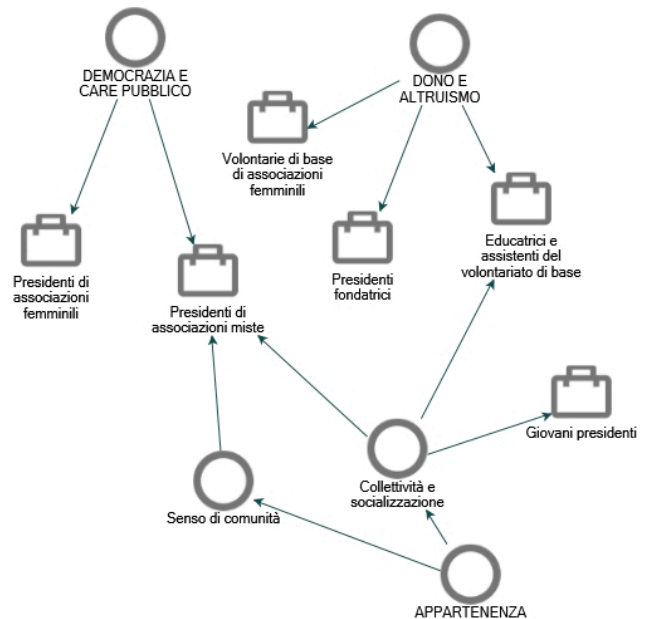 DEMOCRAZIA E
CARE PUBBLICO
DONO E
ALTRUISMO
Volontarie di base
di associazioni
femminili
Presidenti di
associazioni
femminili
Presidenti di
associazioni miste
Presidenti
fondatrici
Educatrici e
assistenti del
volontariato di base
Giovani presidenti
Collettività e
socializzazione
Senso di comunità
APPARTENENZA